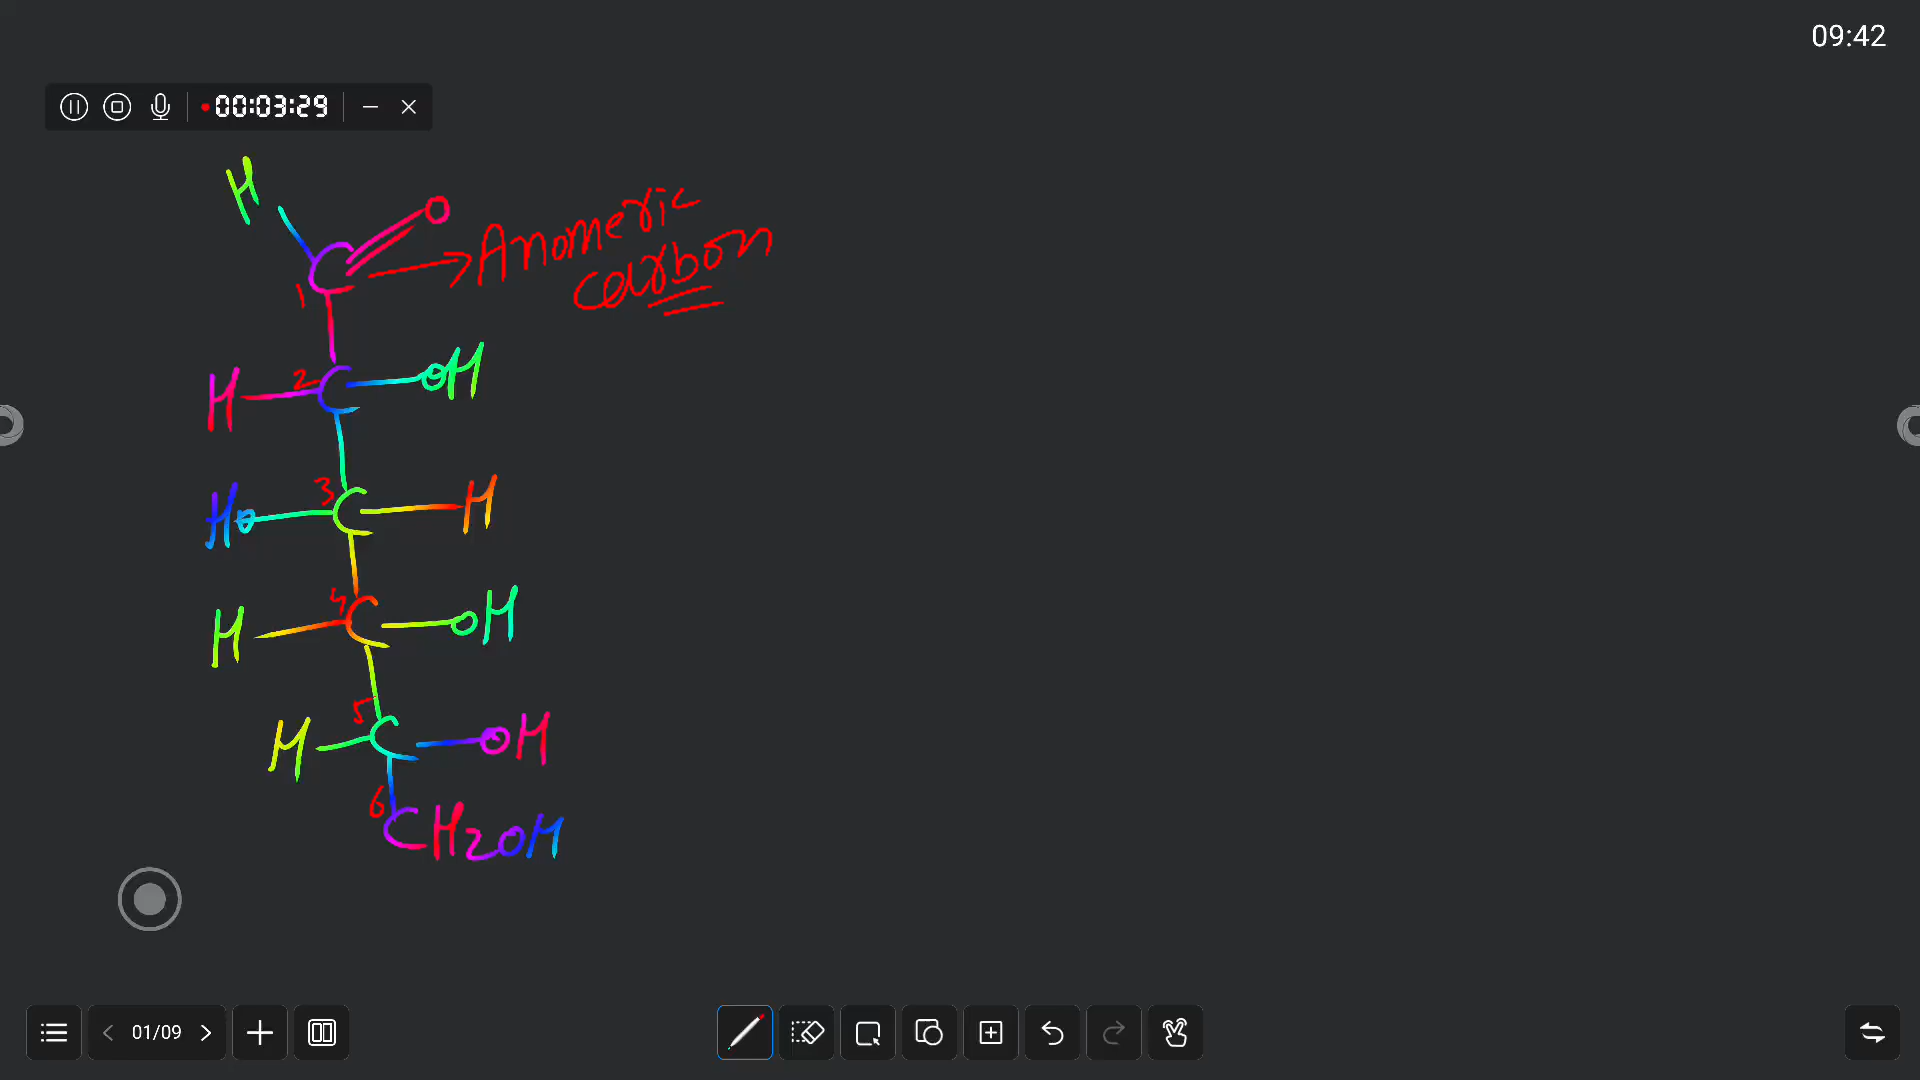 09:42
00:03:29
H
O
Anomeric
carbon
C
1
H 2 C OH
HO 3 C H
H 4 C OH
5
H C OH
6
CH2OH
01/09